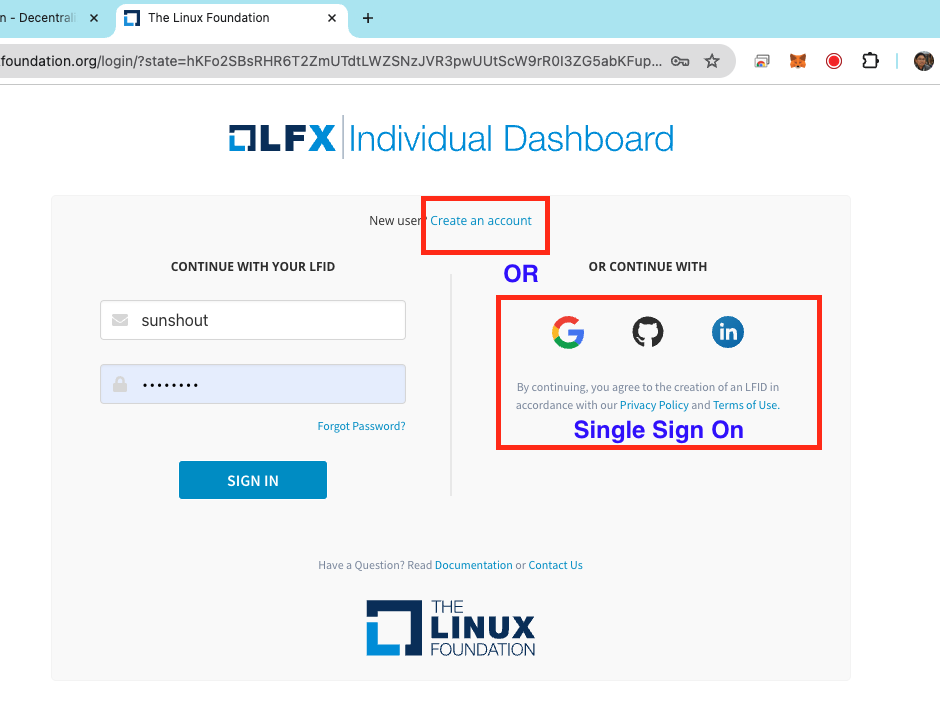 n - Decentrali
The Linux Foundation
foundation.org/login/?state=hKFo2SBsRHR6T2ZmUTdtLWZSNzJVR3pwUUtScW9rR0l3ZG5abKFup...
LFX Individual Dashboard
New user? Create an account
CONTINUE WITH YOUR LFID
OR
OR CONTINUE WITH
sunshout
By continuing, you agree to the creation of an LFID in
accordance with our Privacy Policy and Terms of Use.
Forgot Password?
Single Sign On
SIGN IN
Have a Question? Read Documentation or Contact Us
THE
LINUX
FOUNDATION